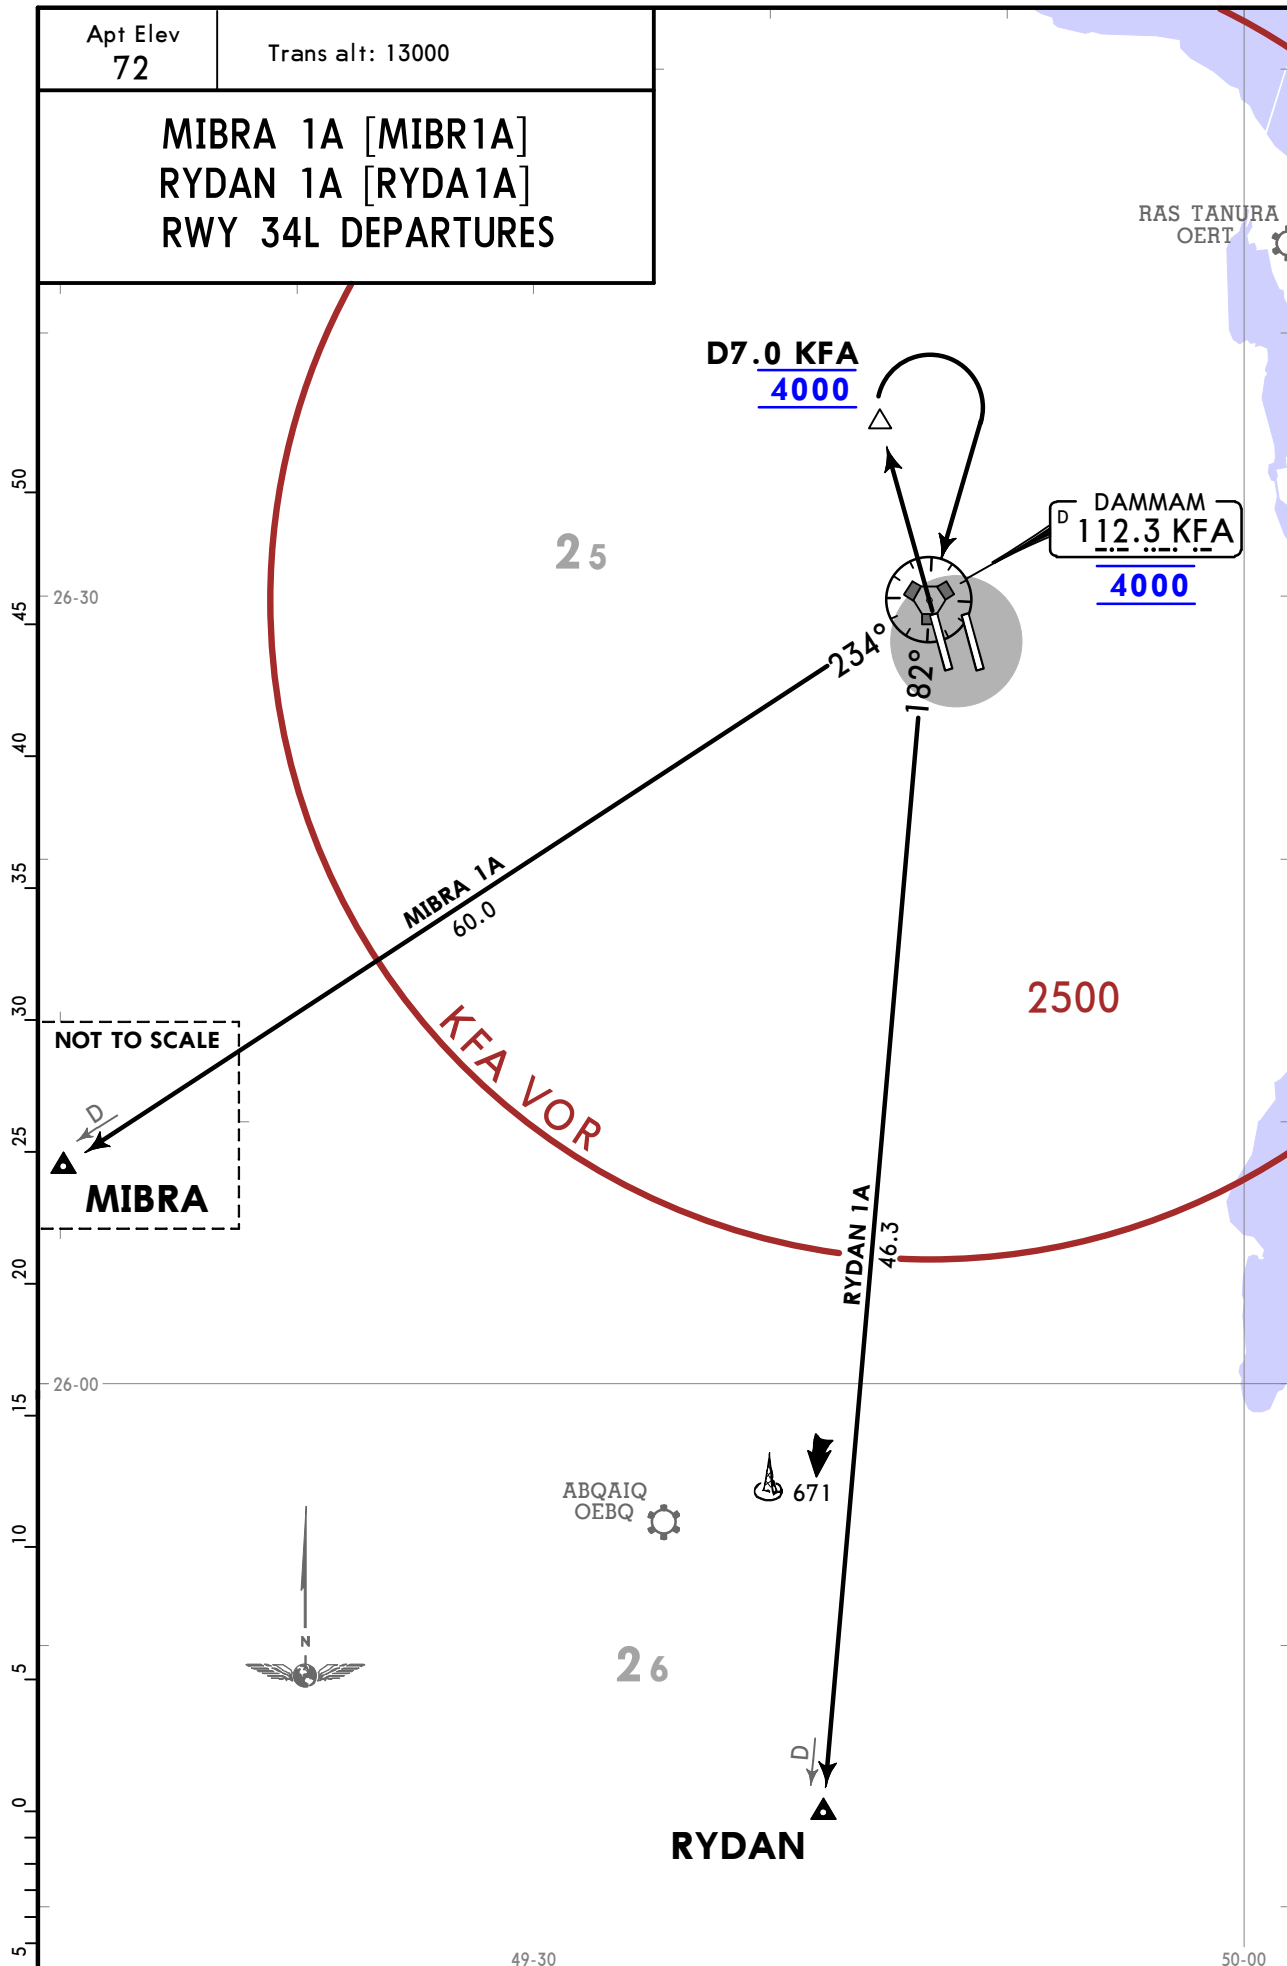 Apt Elev
72
Trans alt: 13000
MIBRA 1A [MIBR1A]
RYDAN 1A [RYDA1A]
RWY 34L DEPARTURES
RAS TANURA
OERT
D7.0 KFA
4000
DAMMAM
D 112.3 KFA
4000
25
26-30
234°
182°
MIBRA 1A
60.0
2500
KFA VOR
NOT TO SCALE
D
MIBRA
RYDAN 1A
46.3
26-00
671
ABQAIQ
OEBQ
N
26
D
RYDAN
49-30
50-00
50
45
40
35
30
25
20
15
10
5
0
5